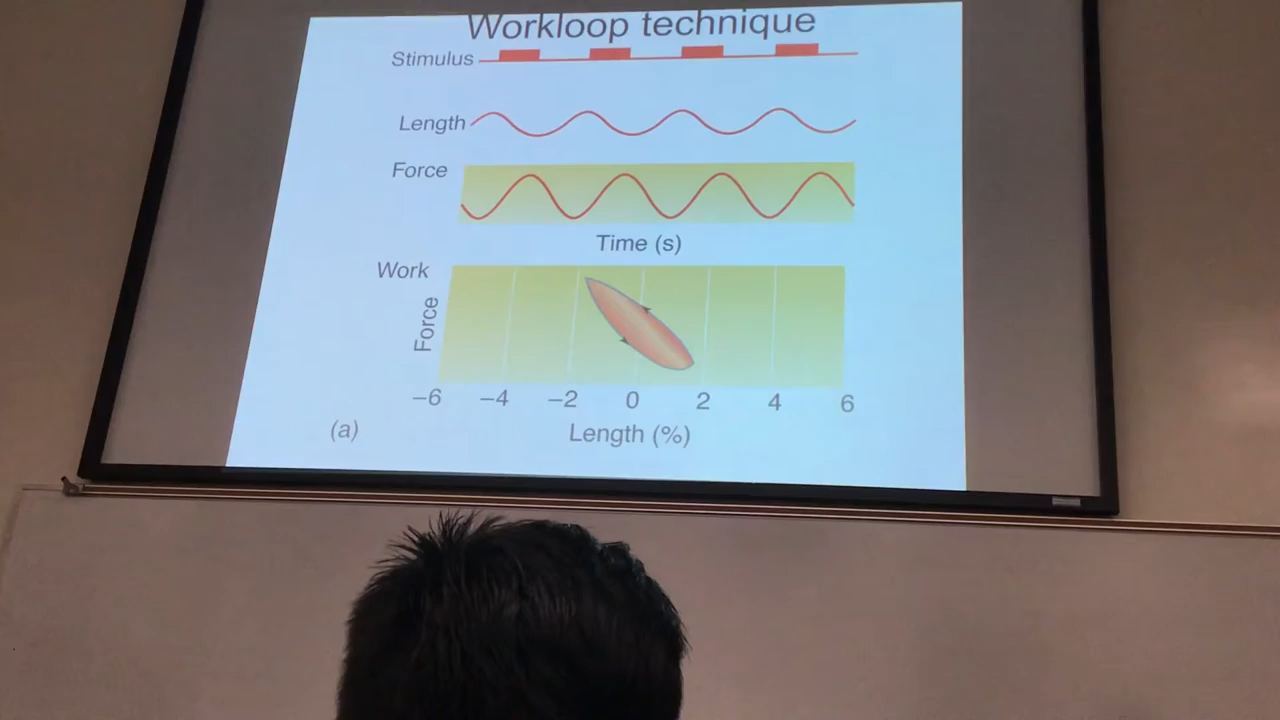 Workloop technique
Stimulus
Length
Force
Time (s)
Work
Force
−6 −4 −2 0 2 4 6
(a)
Length (%)